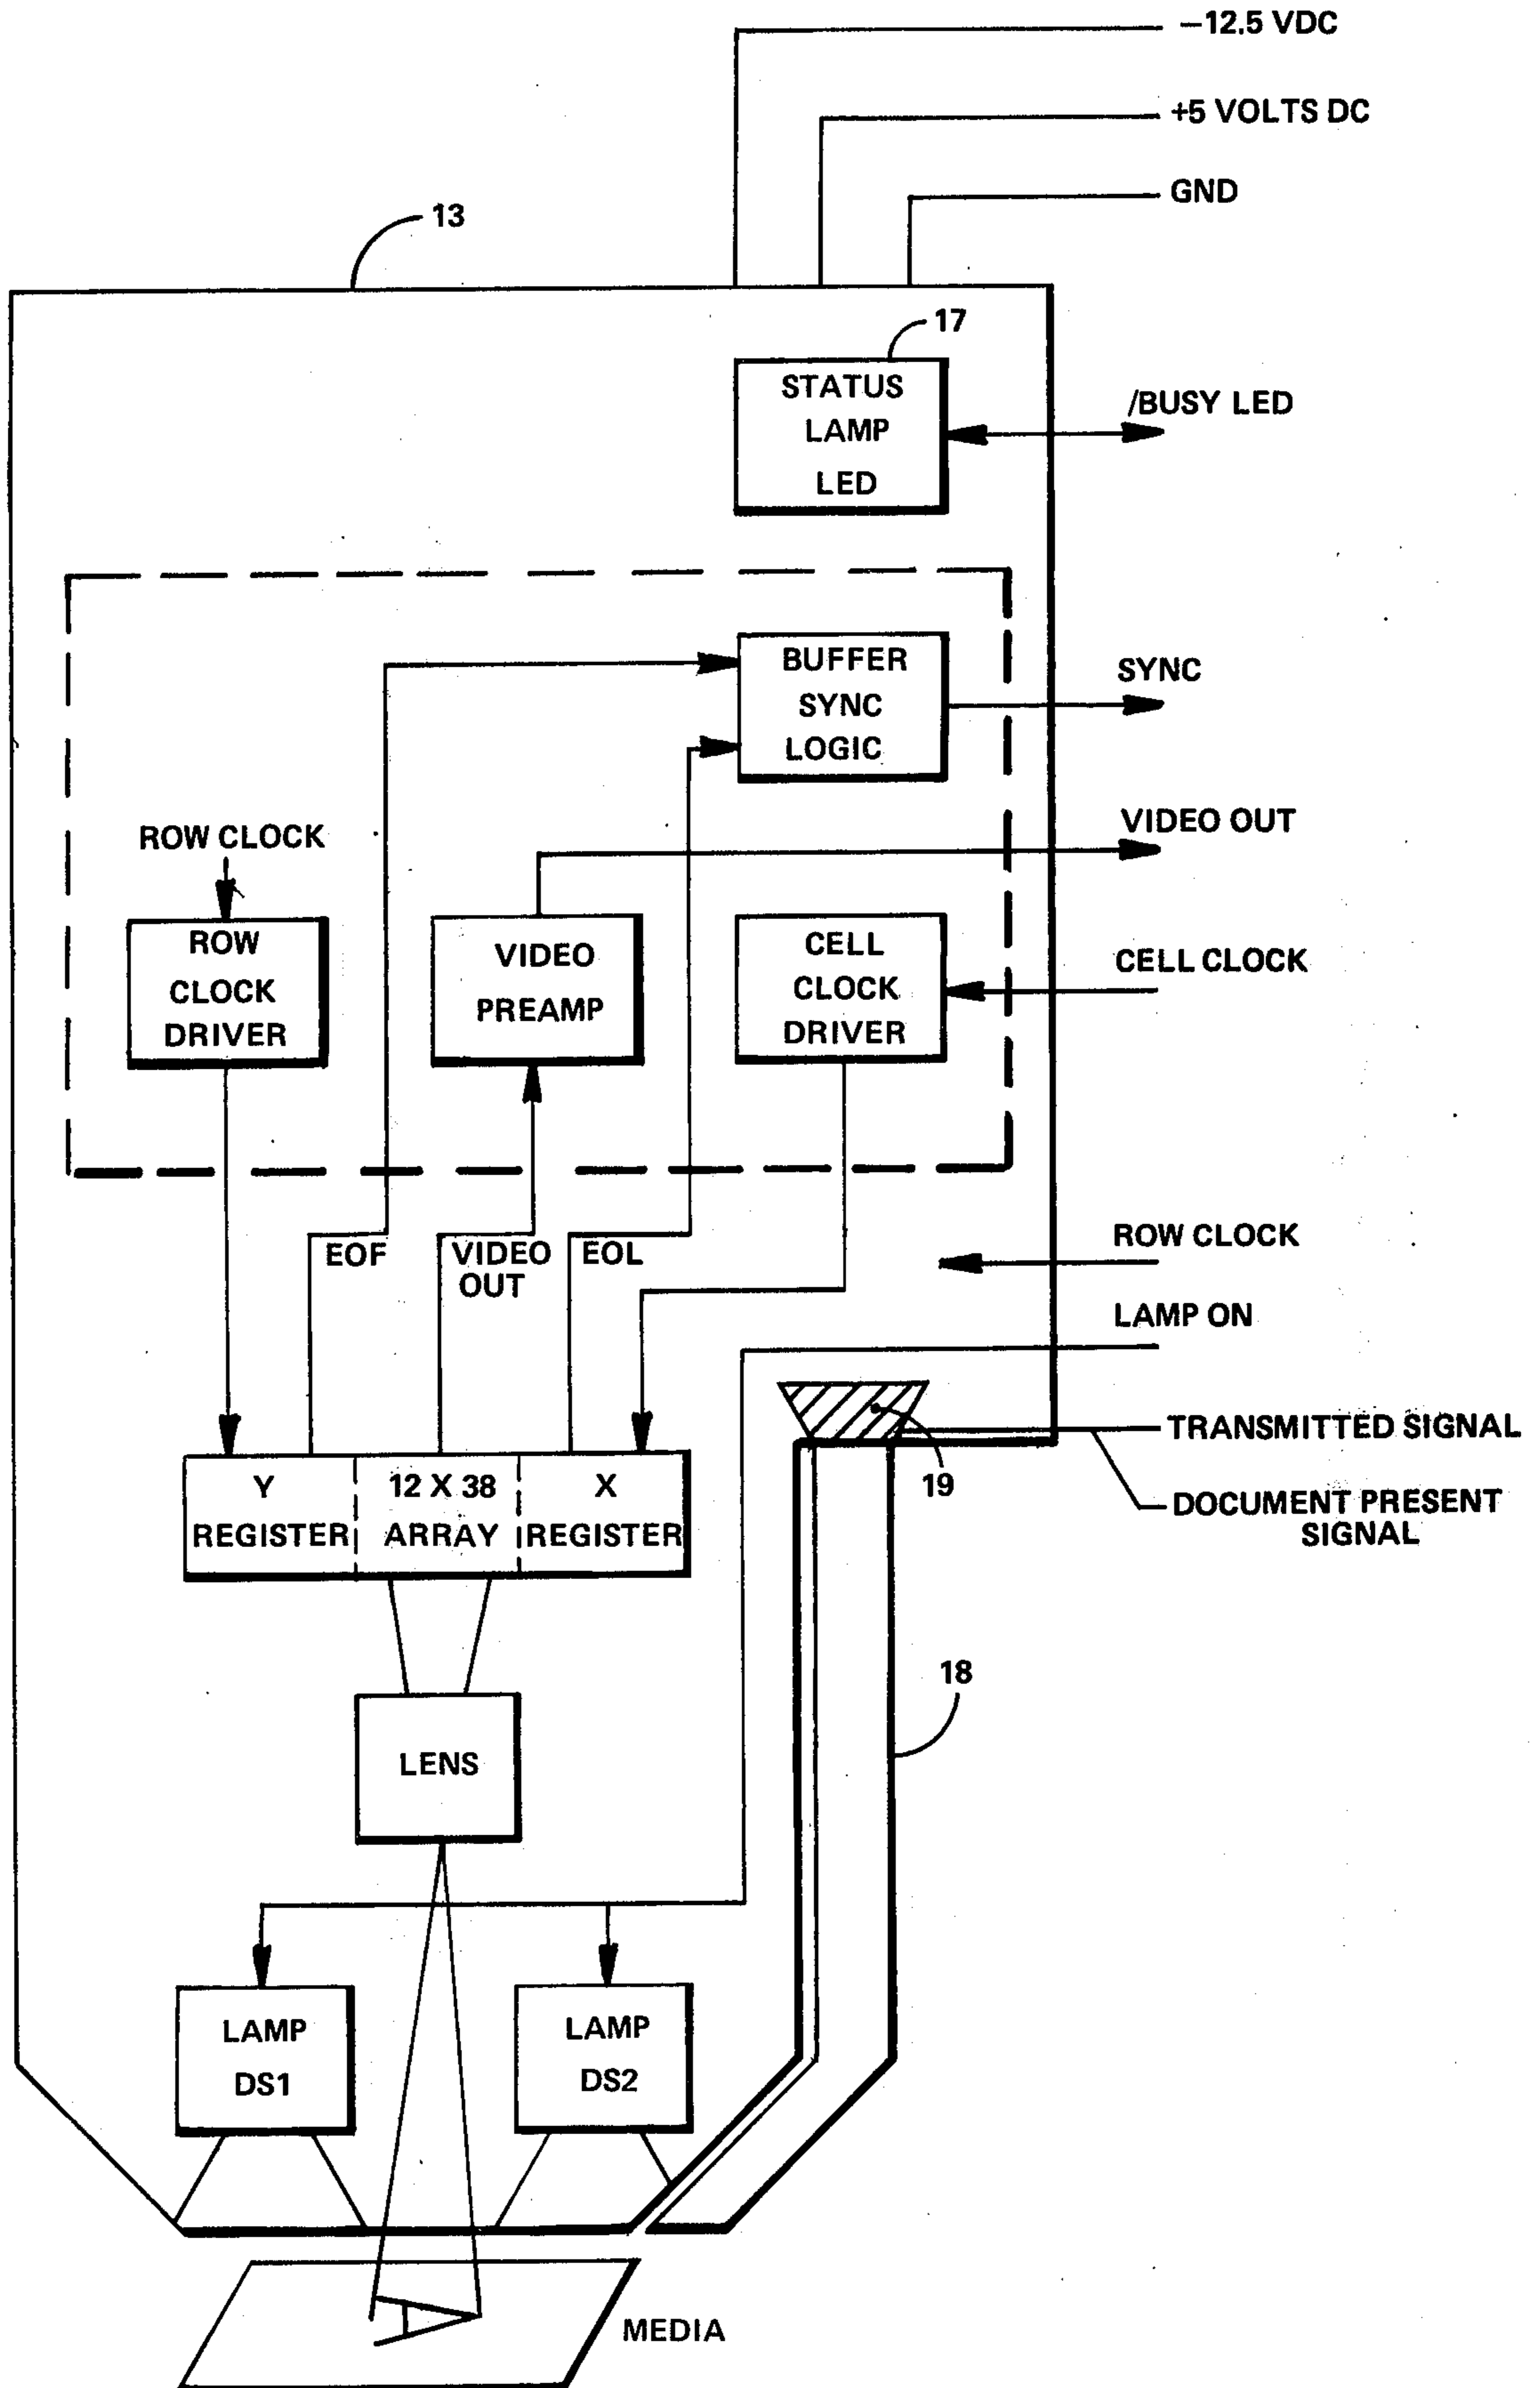 −12.5 VDC
+5 VOLTS DC
GND
13
17
STATUS
LAMP
LED
/BUSY LED
BUFFER
SYNC
LOGIC
SYNC
ROW CLOCK
VIDEO OUT
ROW
CLOCK
DRIVER
VIDEO
PREAMP
CELL
CLOCK
DRIVER
CELL CLOCK
EOF
VIDEO
OUT
EOL
ROW CLOCK
LAMP ON
Y
REGISTER
12 X 38
ARRAY
X
REGISTER
19
TRANSMITTED SIGNAL
DOCUMENT PRESENT
SIGNAL
18
LENS
LAMP
DS1
LAMP
DS2
A
MEDIA